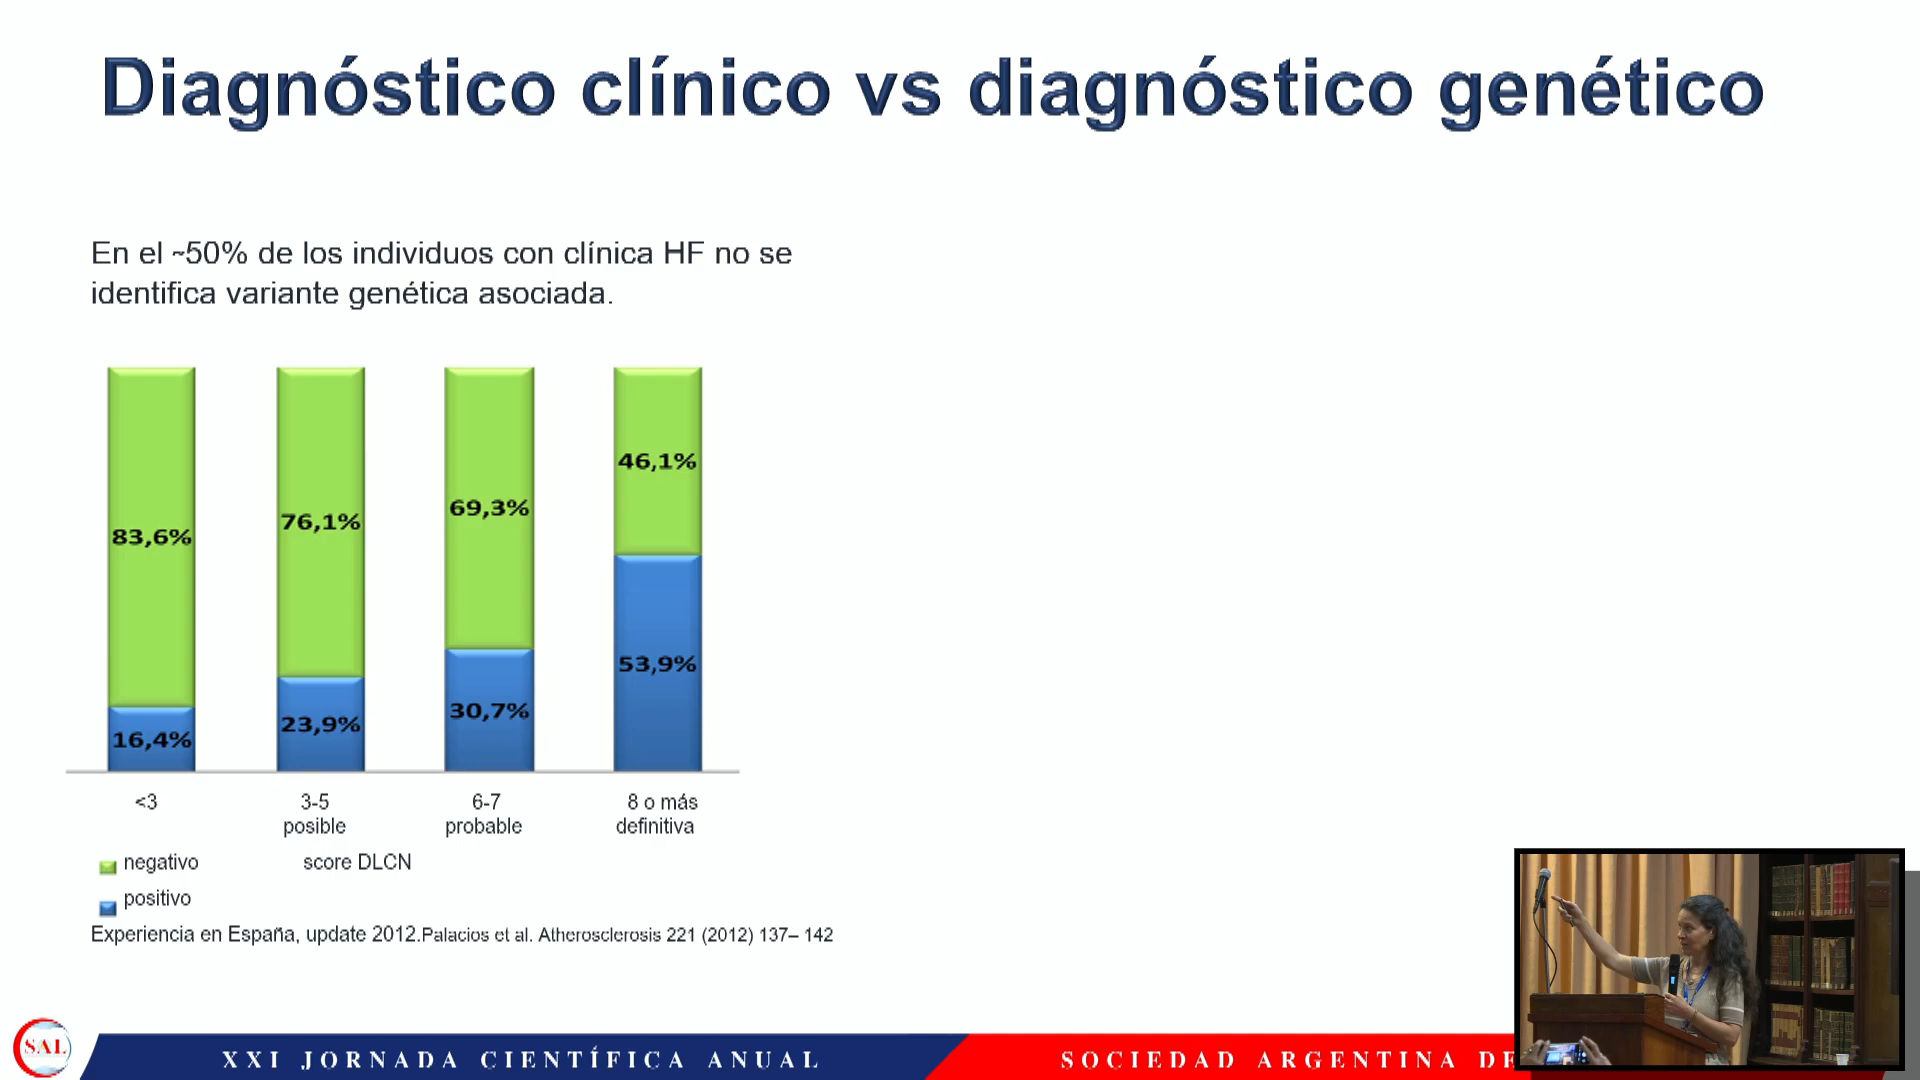 Diagnóstico clínico vs diagnóstico genético
En el ~50% de los individuos con clínica HF no se
identifica variante genética asociada.
83,6%
76,1%
69,3%
46,1%
16,4%
23,9%
30,7%
53,9%
<3
3-5
posible
6-7
probable
8 o más
definitiva
negativo
score DLCN
positivo
Experiencia en España, update 2012.Palacios et al. Atherosclerosis 221 (2012) 137– 142
SAL
XXI JORNADA CIENTÍFICA ANUAL
SOCIEDAD ARGENTINA DE